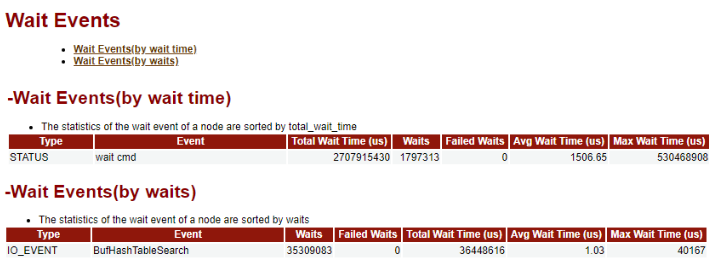 Wait Events
Wait Events(by wait time)
Wait Events(by waits)
-Wait Events(by wait time)
The statistics of the wait event of a node are sorted by total_wait_time
Type Event Total Wait Time (us) Waits Failed Waits Avg Wait Time (us) Max Wait Time (us)
STATUS wait cmd 2707915430 1797313 0 1506.65 530468908
-Wait Events(by waits)
The statistics of the wait event of a node are sorted by waits
Type Event Waits Failed Waits Total Wait Time (us) Avg Wait Time (us) Max Wait Time (us)
IO_EVENT BufHashTableSearch 35309083 0 36448616 1.03 40167